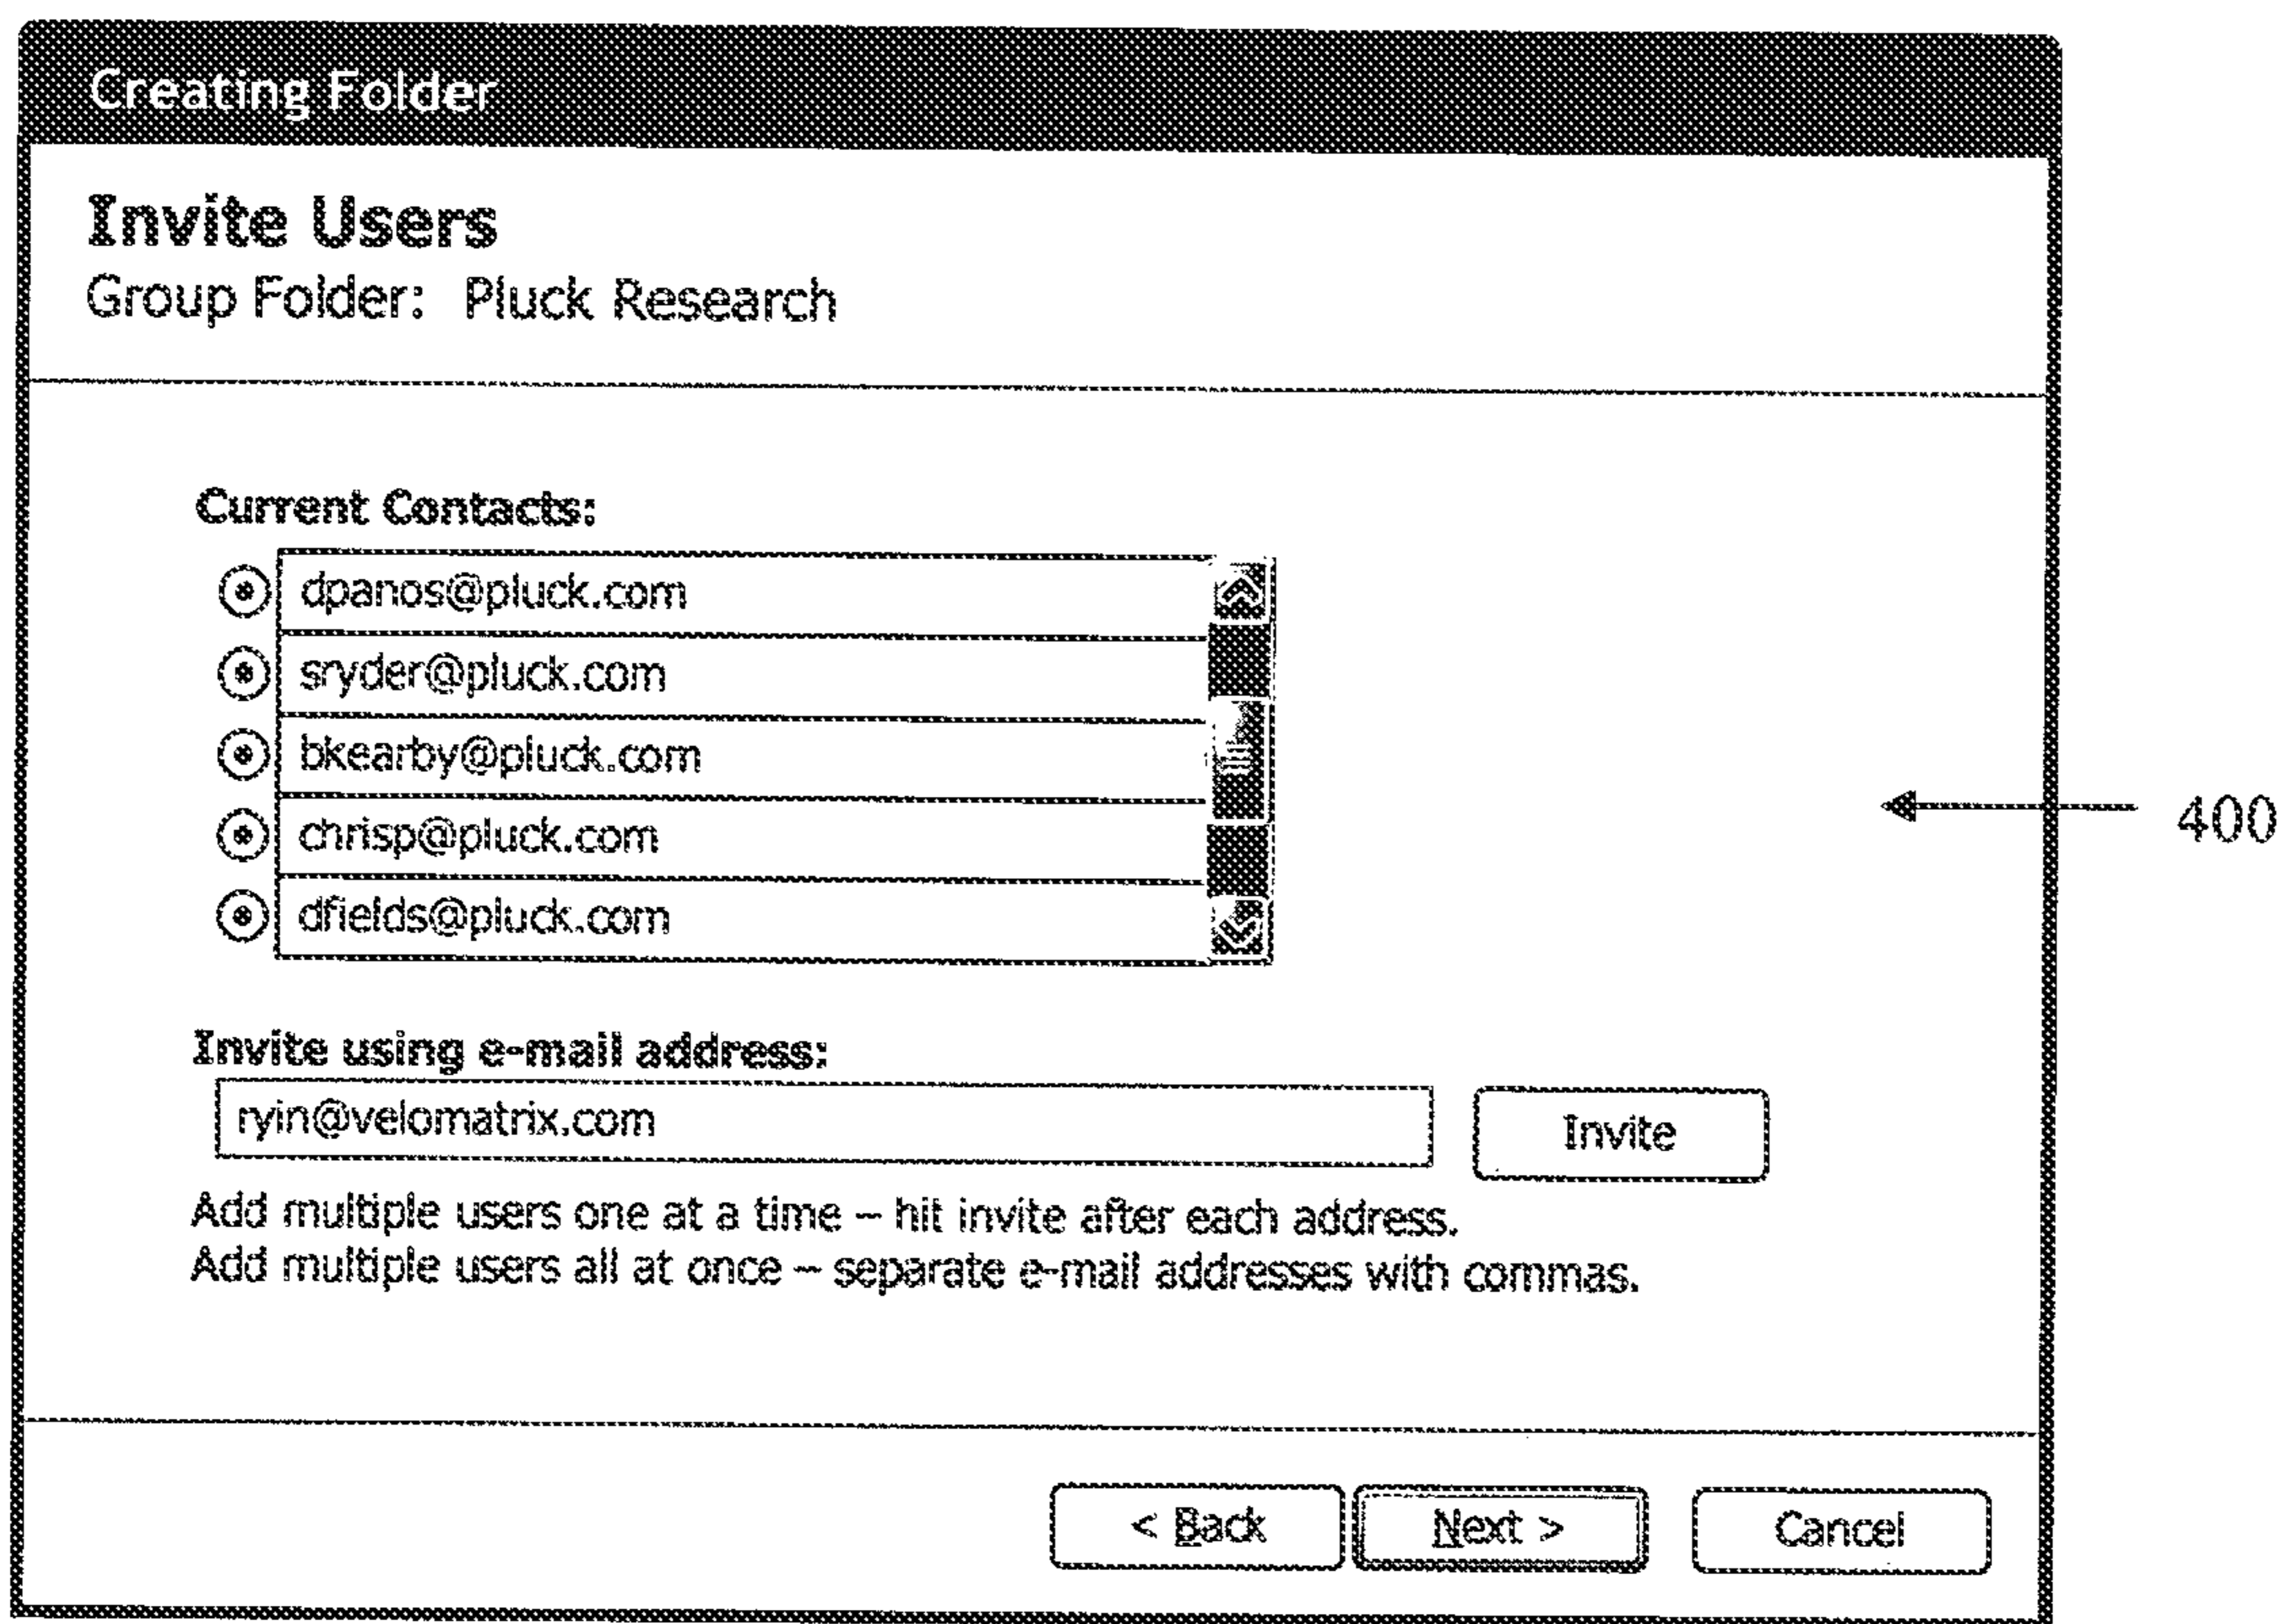 Creating Folder
Invite Users
Group Folder: Pluck Research
Current Contacts:
dpanos@pluck.com
sryder@pluck.com
bkearby@pluck.com
chrisp@pluck.com
dfields@pluck.com
400
Invite using e-mail address:
ryin@velomatrix.com
Invite
Add multiple users one at a time – hit invite after each address.
Add multiple users all at once – separate e-mail addresses with commas.
< Back
Next >
Cancel